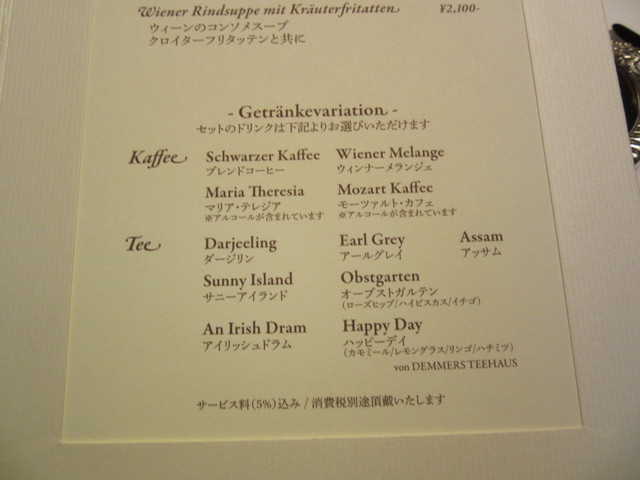 Wiener Rindsuppe mit Kräuterfritatten ¥2,100-
ウィーンのコンソメスープ
クロイターフリタッテンと共に
- Getränkevariation -
セットのドリンクは下記よりお選びいただけます
Kaffee Schwarzer Kaffee Wiener Melange
ブレンドコーヒー ウィンナーメランジェ
Maria Theresia Mozart Kaffee
マリア・テレジア モーツァルト・カフェ
※アルコールが含まれています ※アルコールが含まれています
Tee Darjeeling Earl Grey Assam
ダージリン アールグレイ アッサム
Sunny Island Obstgarten
サニーアイランド オープストガルテン
(ローズヒップ/ハイビスカス/イチゴ)
An Irish Dram Happy Day
アイリッシュドラム ハッピーデイ
(カモミール/レモングラス/リンゴ/ハチミツ)
von DEMMERS TEEHAUS
サービス料(5%)込み / 消費税別途頂戴いたします